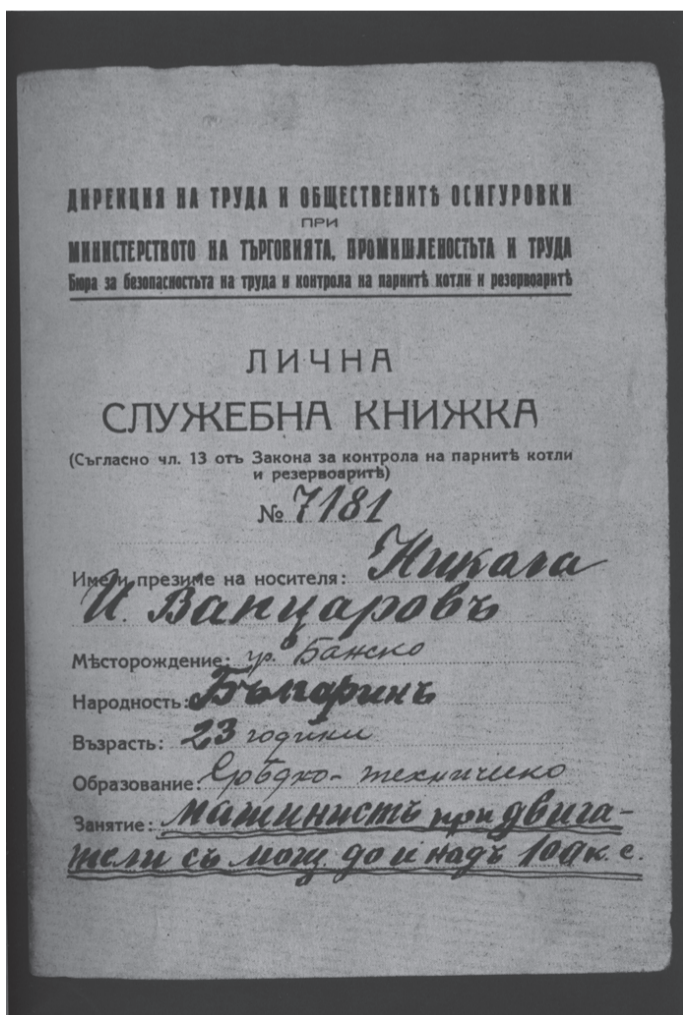 ДИРЕКЦИЯ НА ТРУДА И ОБЩЕСТВЕНИТѢ ОСИГУРОВКИ
ПРИ
МИНИСТЕРСТВОТО НА ТЪРГОВИЯТА, ПРОМИШЛЕНОСТЬТА И ТРУДА
Бюра за безопасностьта на труда и контрола на парнитѣ котли и резервоаритѣ
ЛИЧНА
СЛУЖЕБНА КНИЖКА
(Съгласно чл. 13 отъ Закона за контрола на парнитѣ котли
и резервоаритѣ)
№ 7181
Име и презиме на носителя: Никола
И. Вапцаровъ
Мѣсторождение: гр. Банско
Народность: Българинъ
Възрасть: 23 години
Образование: Срѣдно-техническо
Занятие: машинистъ при двига-
тели съ мощ. до и надъ 100 к. с.